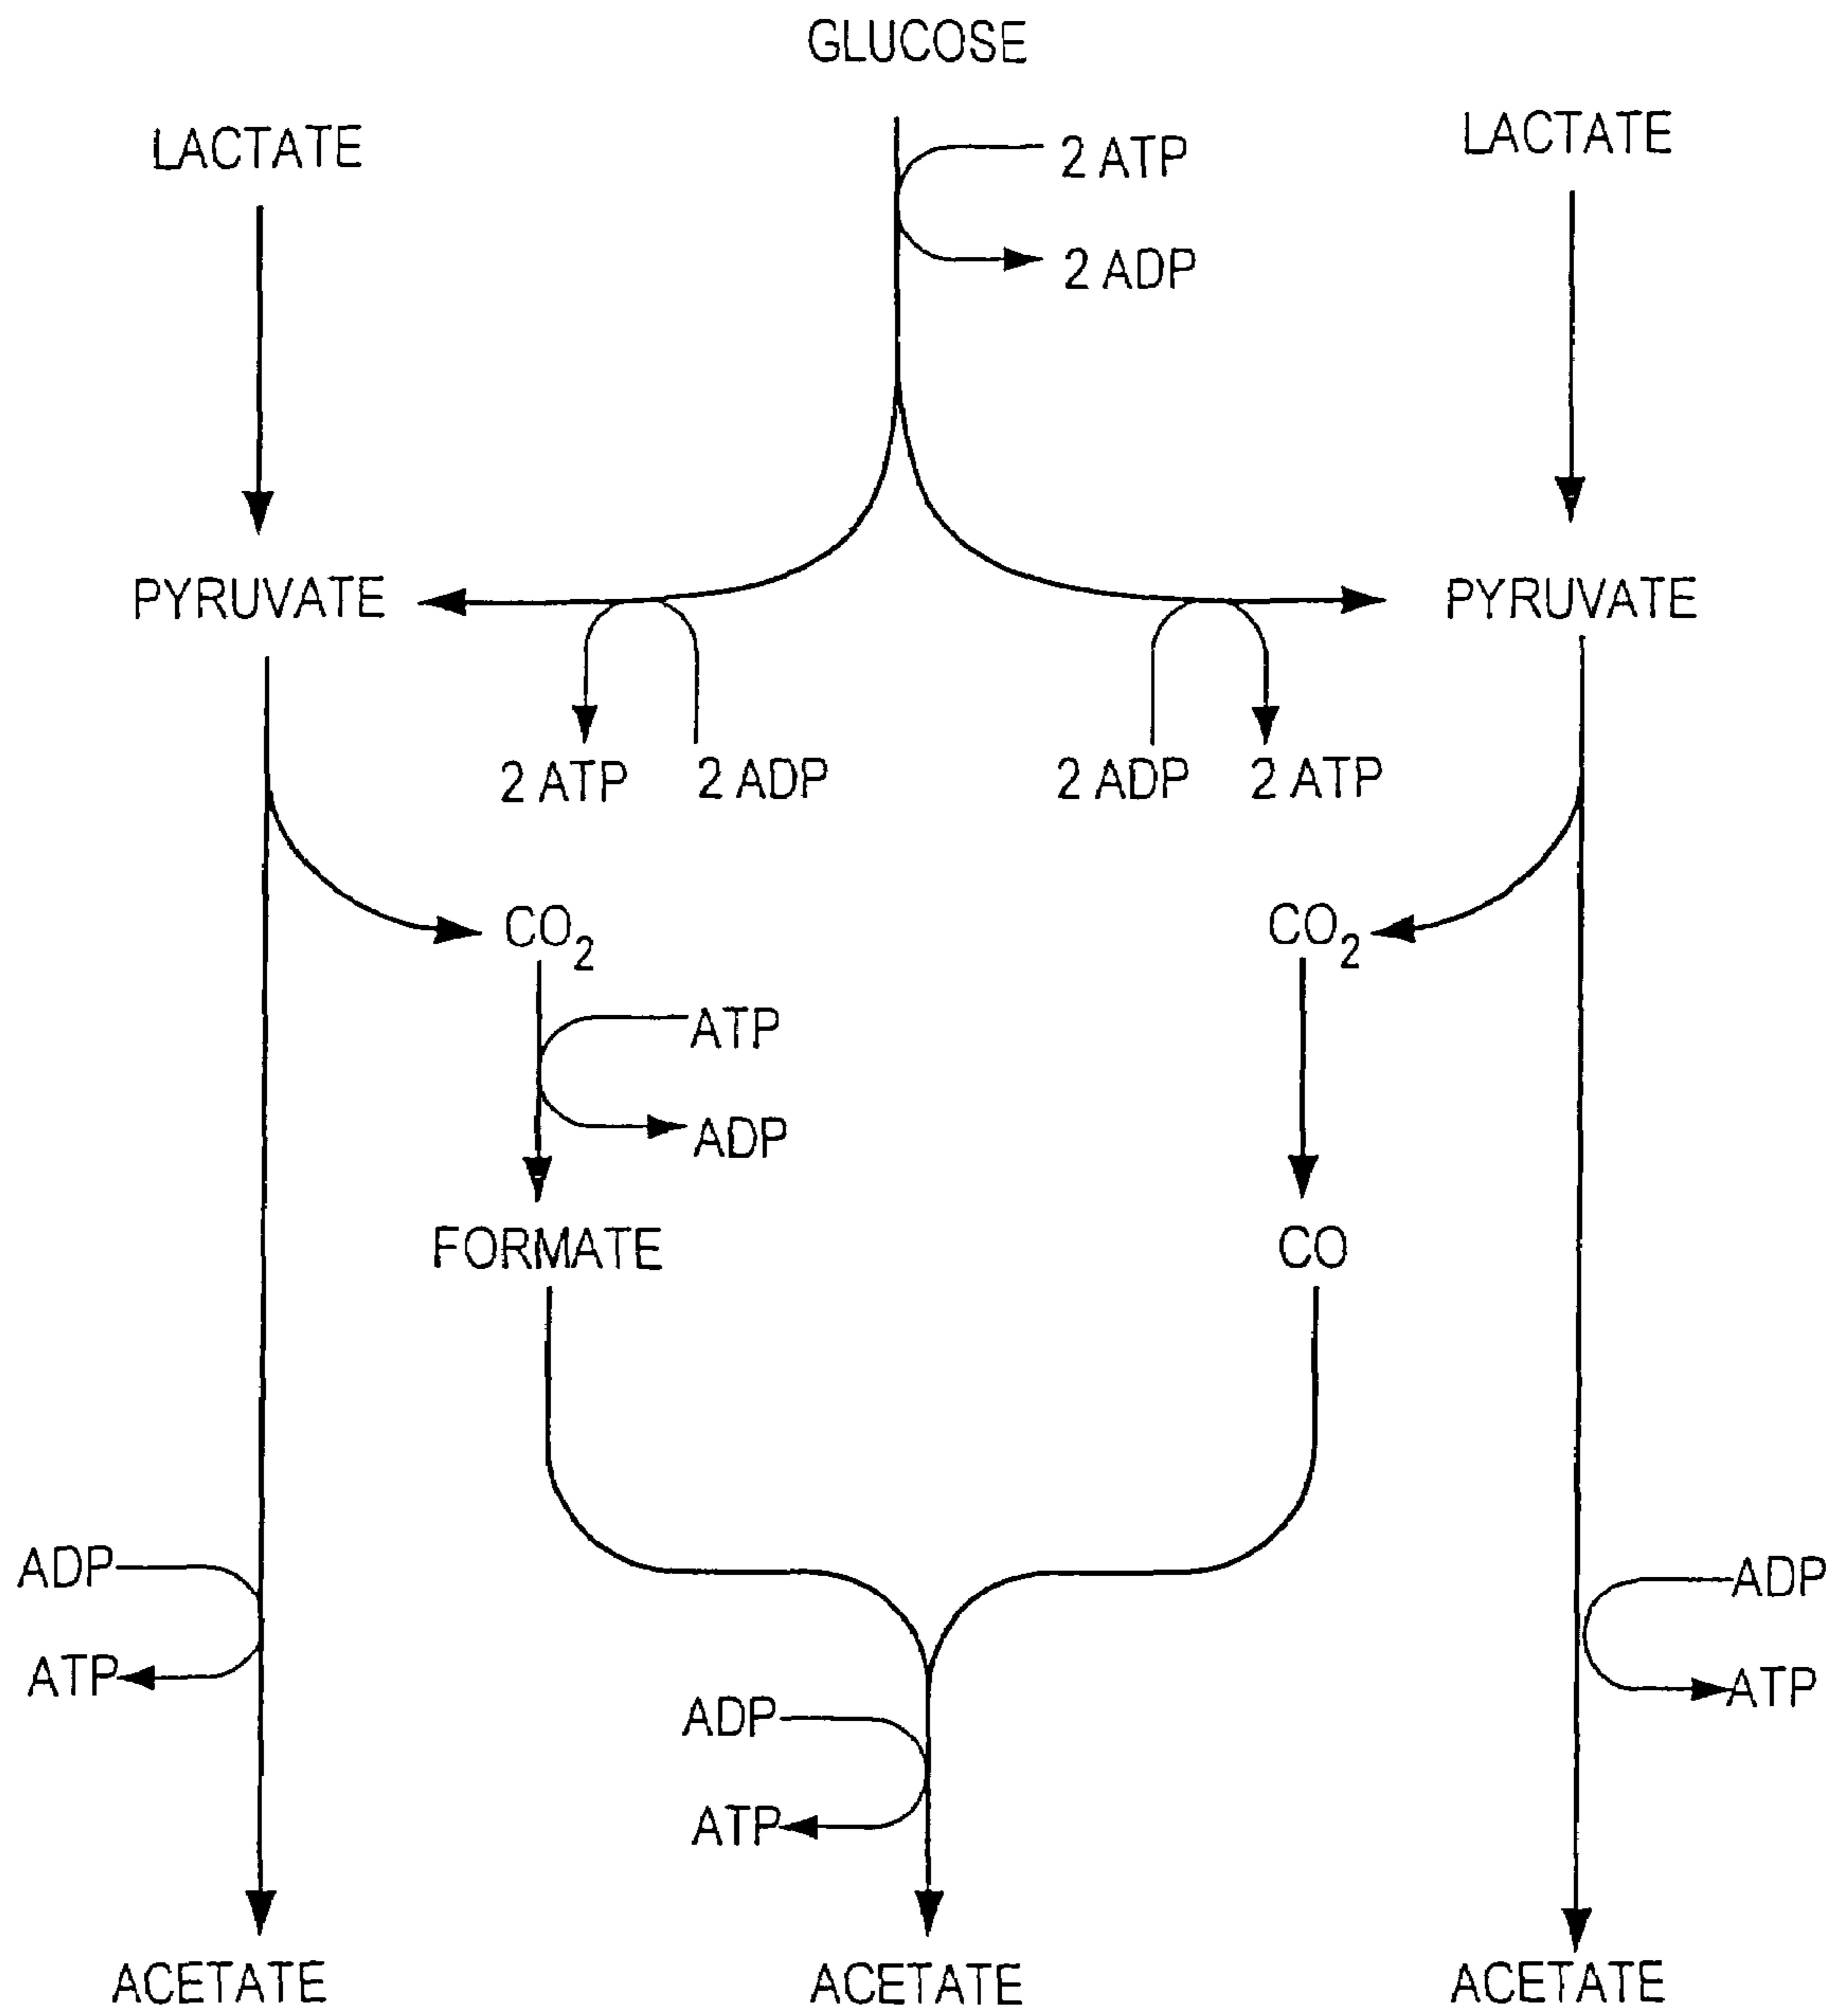 GLUCOSE
LACTATE
LACTATE
2 ATP
2 ADP
PYRUVATE
PYRUVATE
2 ATP
2 ADP
2 ADP
2 ATP
CO₂
CO₂
ATP
ADP
FORMATE
CO
ADP
ATP
ADP
ATP
ADP
ATP
ACETATE
ACETATE
ACETATE